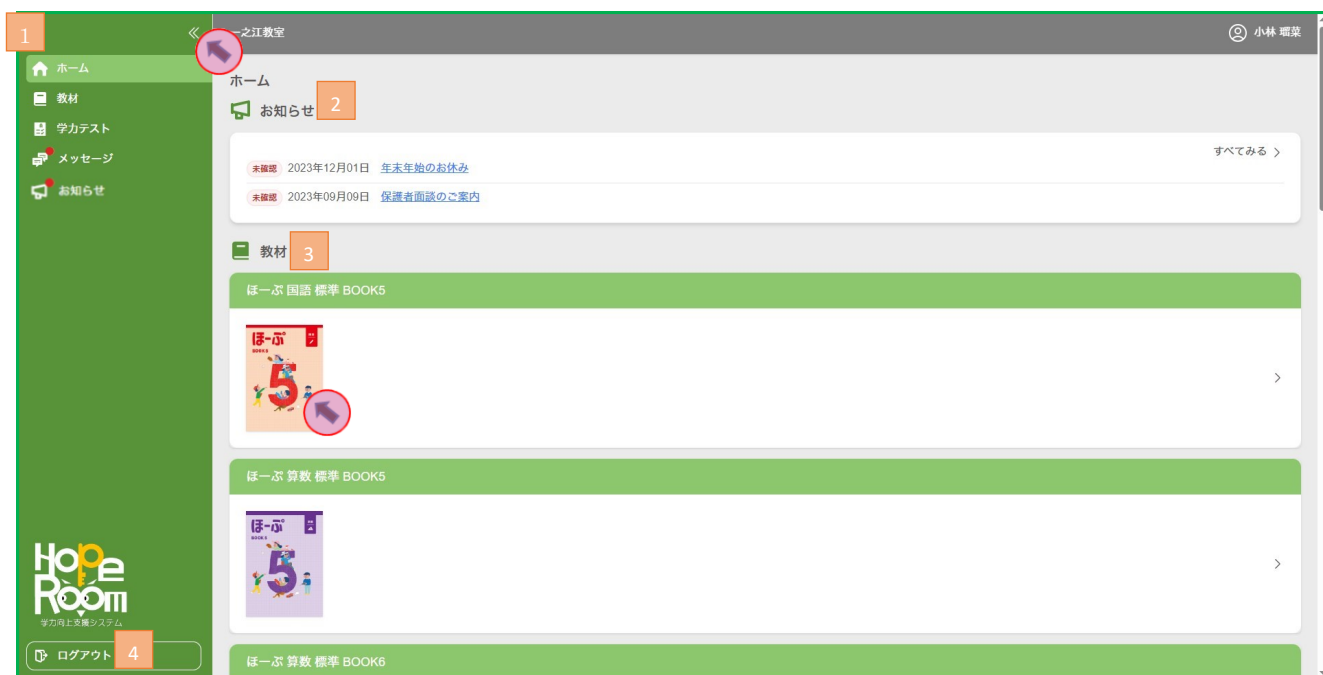 1
一之江教室
小林 瑠菜
ホーム
教材
学力テスト
メッセージ
お知らせ
ホーム
お知らせ 2
すべてみる
未確認 2023年12月01日 年末年始のお休み
未確認 2023年09月09日 保護者面談のご案内
教材 3
ほーぷ 国語 標準 BOOK5
ほーぷ
BOOK 5
5
ほーぷ 算数 標準 BOOK5
ほーぷ
BOOK 5
5
ほーぷ 算数 標準 BOOK6
Hope
Room
学力向上支援システム
ログアウト 4